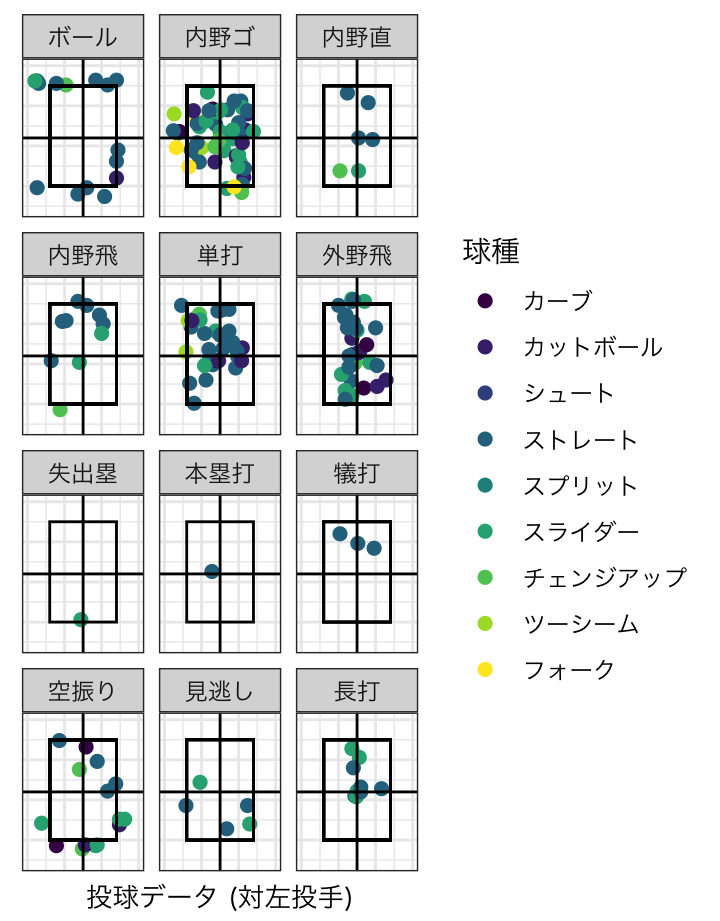 ボール 内野ゴ 内野直
内野飛 単打 外野飛
失出塁 本塁打 犠打
空振り 見逃し 長打
投球データ (対左投手)
球種
カーブ
カットボール
シュート
ストレート
スプリット
スライダー
チェンジアップ
ツーシーム
フォーク